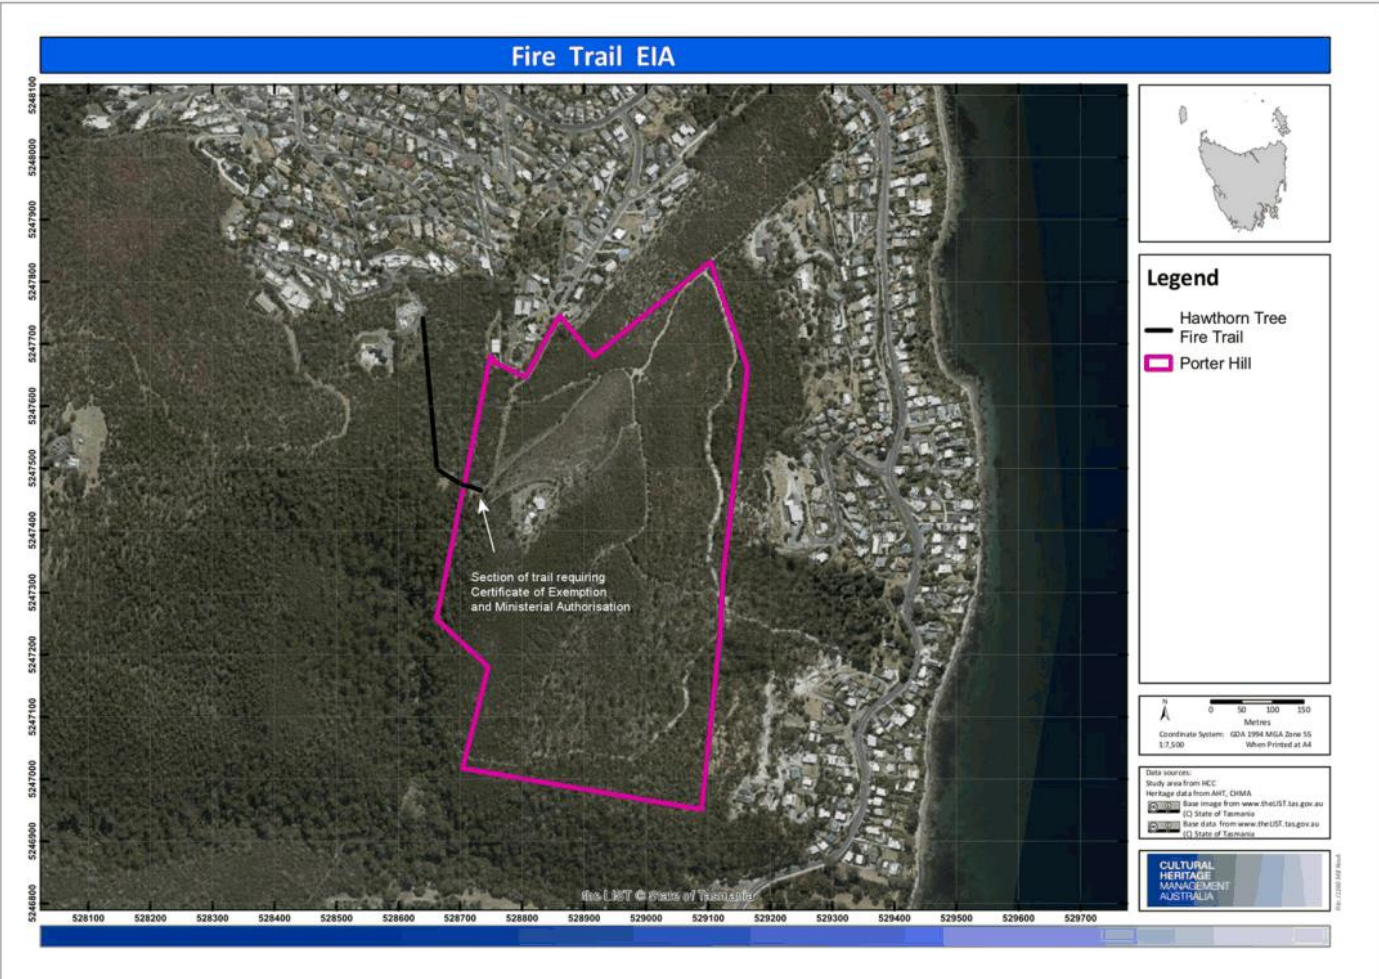 Fire Trail EIA
5248100
5248000
5247900
5247800
5247700
5247600
5247500
5247400
5247300
5247200
5247100
5247000
5246900
5246800
Section of trail requiring
Certificate of Exemption
and Ministerial Authorisation
the LIST © State of Tasmania
528100 528200 528300 528400 528500 528600 528700 528800 528900 529000 529100 529200 529300 529400 529500 529600 529700
Legend
Hawthorn Tree
Fire Trail
Porter Hill
N
0 50 100 150
Metres
Coordinate System: GDA 1994 MGA Zone 55
1:7,500 When Printed at A4
Data sources:
Study area from HCC
Heritage data from AHT, CHMA
Base image from www.theLIST.tas.gov.au
(C) State of Tasmania
Base data from www.theLIST.tas.gov.au
(C) State of Tasmania
CULTURAL
HERITAGE
MANAGEMENT
AUSTRALIA